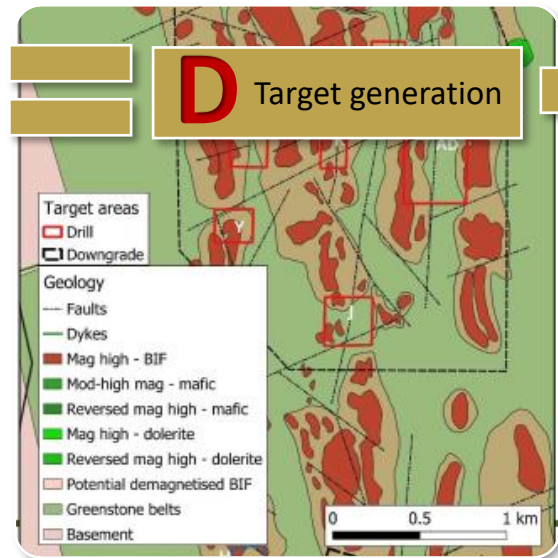 D Target generation
AD
Y
J
Target areas
Drill
Downgrade
Geology
Faults
Dykes
Mag high - BIF
Mod-high mag - mafic
Reversed mag high - mafic
Mag high - dolerite
Reversed mag high - dolerite
Potential demagnetised BIF
Greenstone belts
Basement
0 0.5 1 km